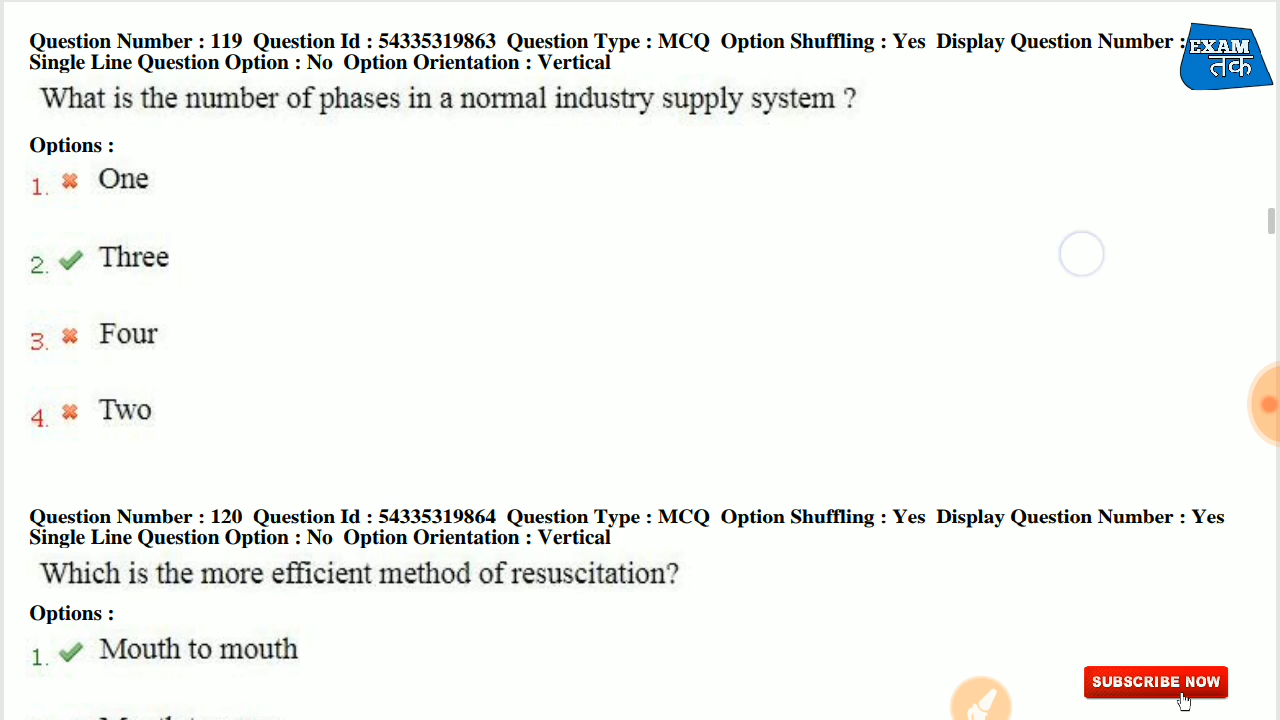 Question Number : 119 Question Id : 54335319863 Question Type : MCQ Option Shuffling : Yes Display Question Number :
EXAM
तक
Single Line Question Option : No Option Orientation : Vertical
What is the number of phases in a normal industry supply system ?
Options :
1. One
2. Three
3. Four
4. Two
Question Number : 120 Question Id : 54335319864 Question Type : MCQ Option Shuffling : Yes Display Question Number : Yes
Single Line Question Option : No Option Orientation : Vertical
Which is the more efficient method of resuscitation?
Options :
1. Mouth to mouth
SUBSCRIBE NOW